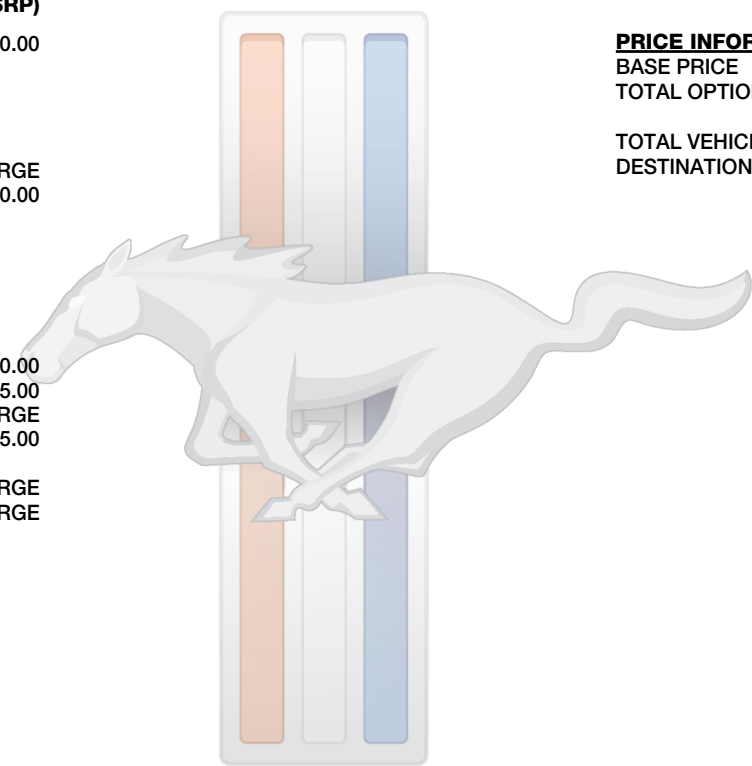 SRP)
0.00
RGE
0.00
0.00
5.00
RGE
5.00
RGE
RGE
PRICE INFOR
BASE PRICE
TOTAL OPTIO
TOTAL VEHIC
DESTINATION